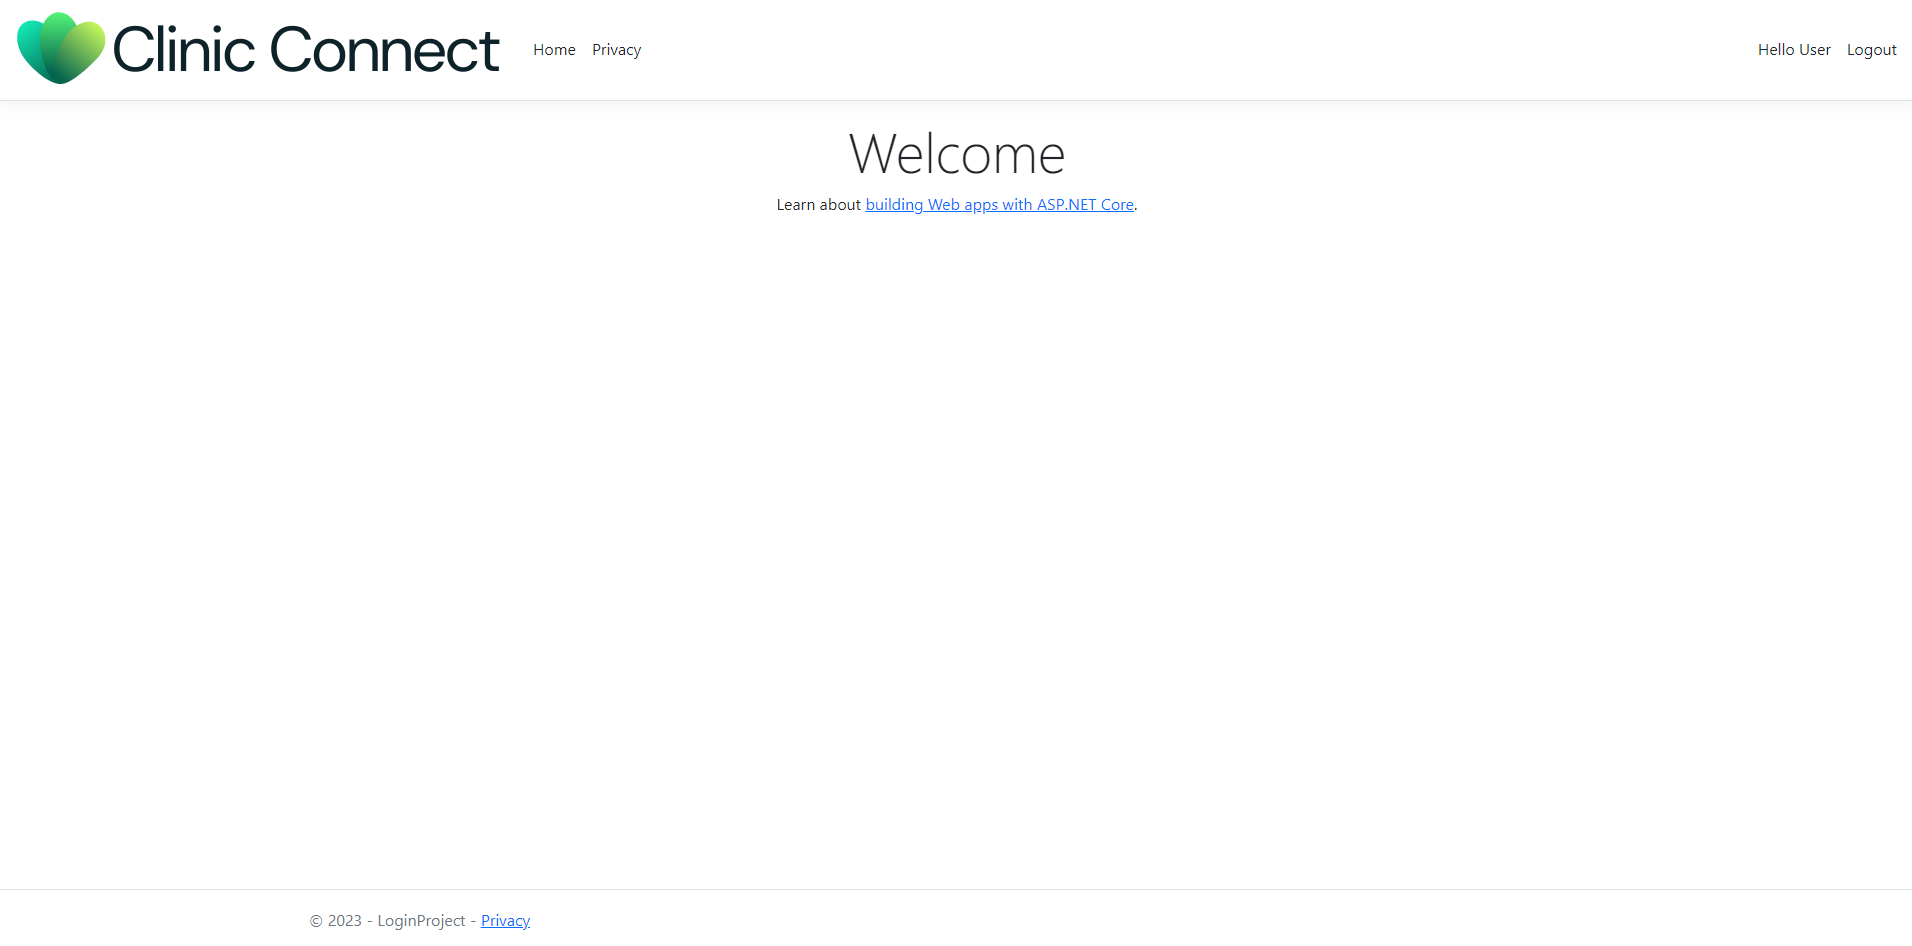 Clinic Connect Home Privacy Hello User Logout
Welcome
Learn about building Web apps with ASP.NET Core.
© 2023 - LoginProject - Privacy